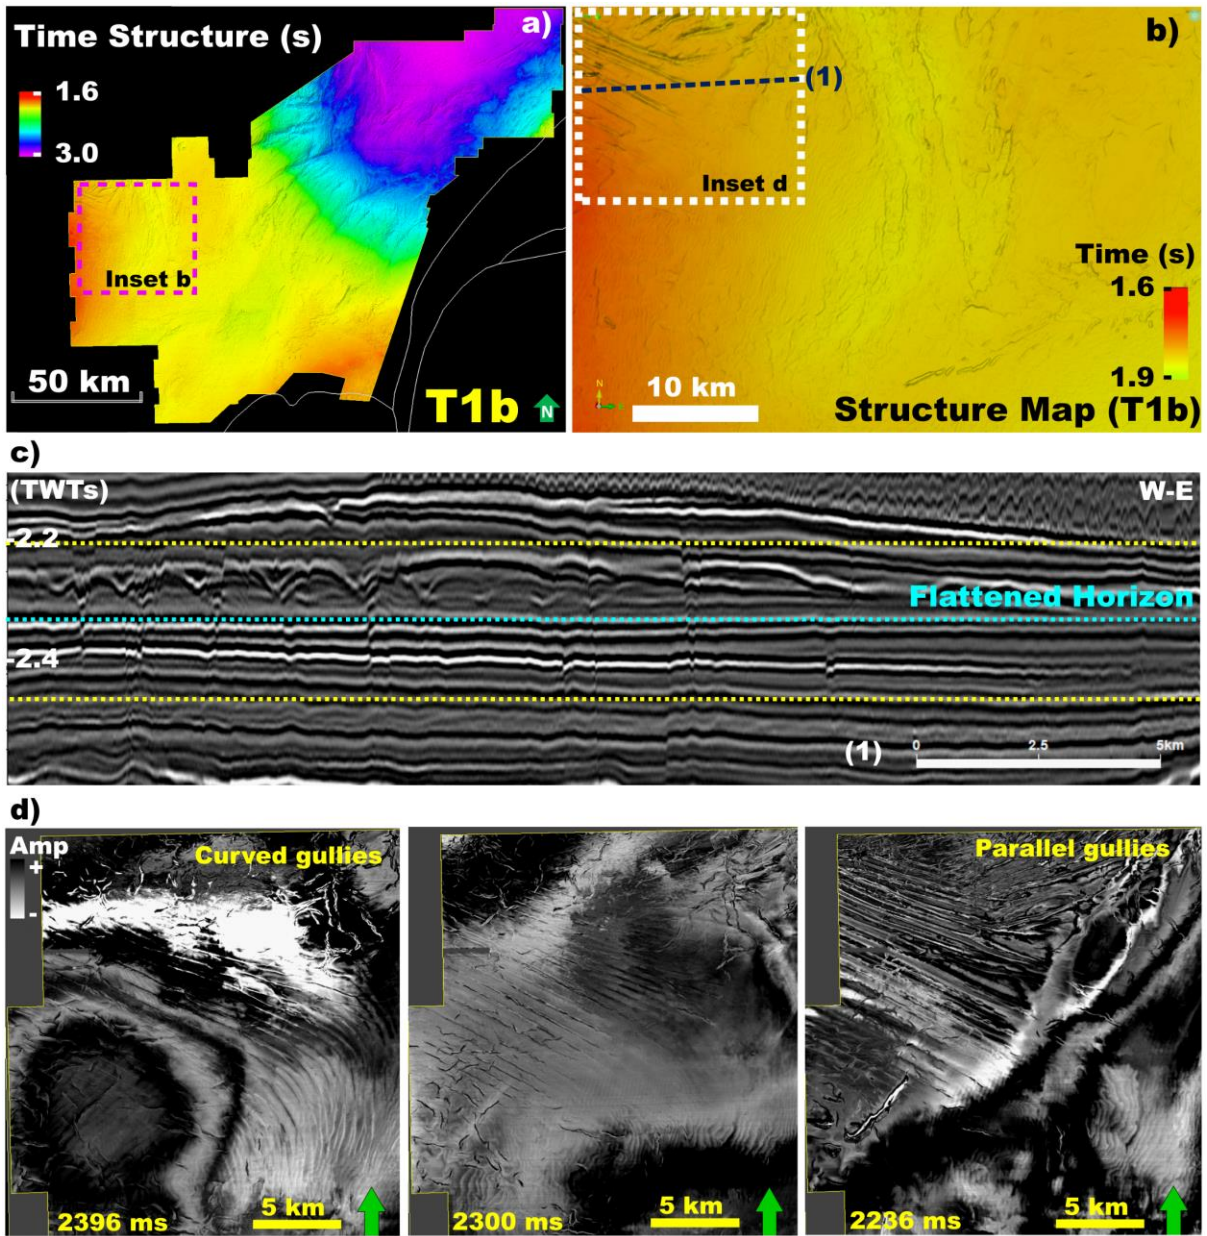 Time Structure (s)
a)
1.6
3.0
Inset b
50 km
T1b
N
b)
(1)
Inset d
Time (s)
1.6
1.9
N
10 km
Structure Map (T1b)
c)
(TWTs)
W-E
-2.2
Flattened Horizon
-2.4
(1)
0
2.5
5km
d)
Amp
+
-
Curved gullies
2396 ms
5 km
2300 ms
5 km
Parallel gullies
2236 ms
5 km